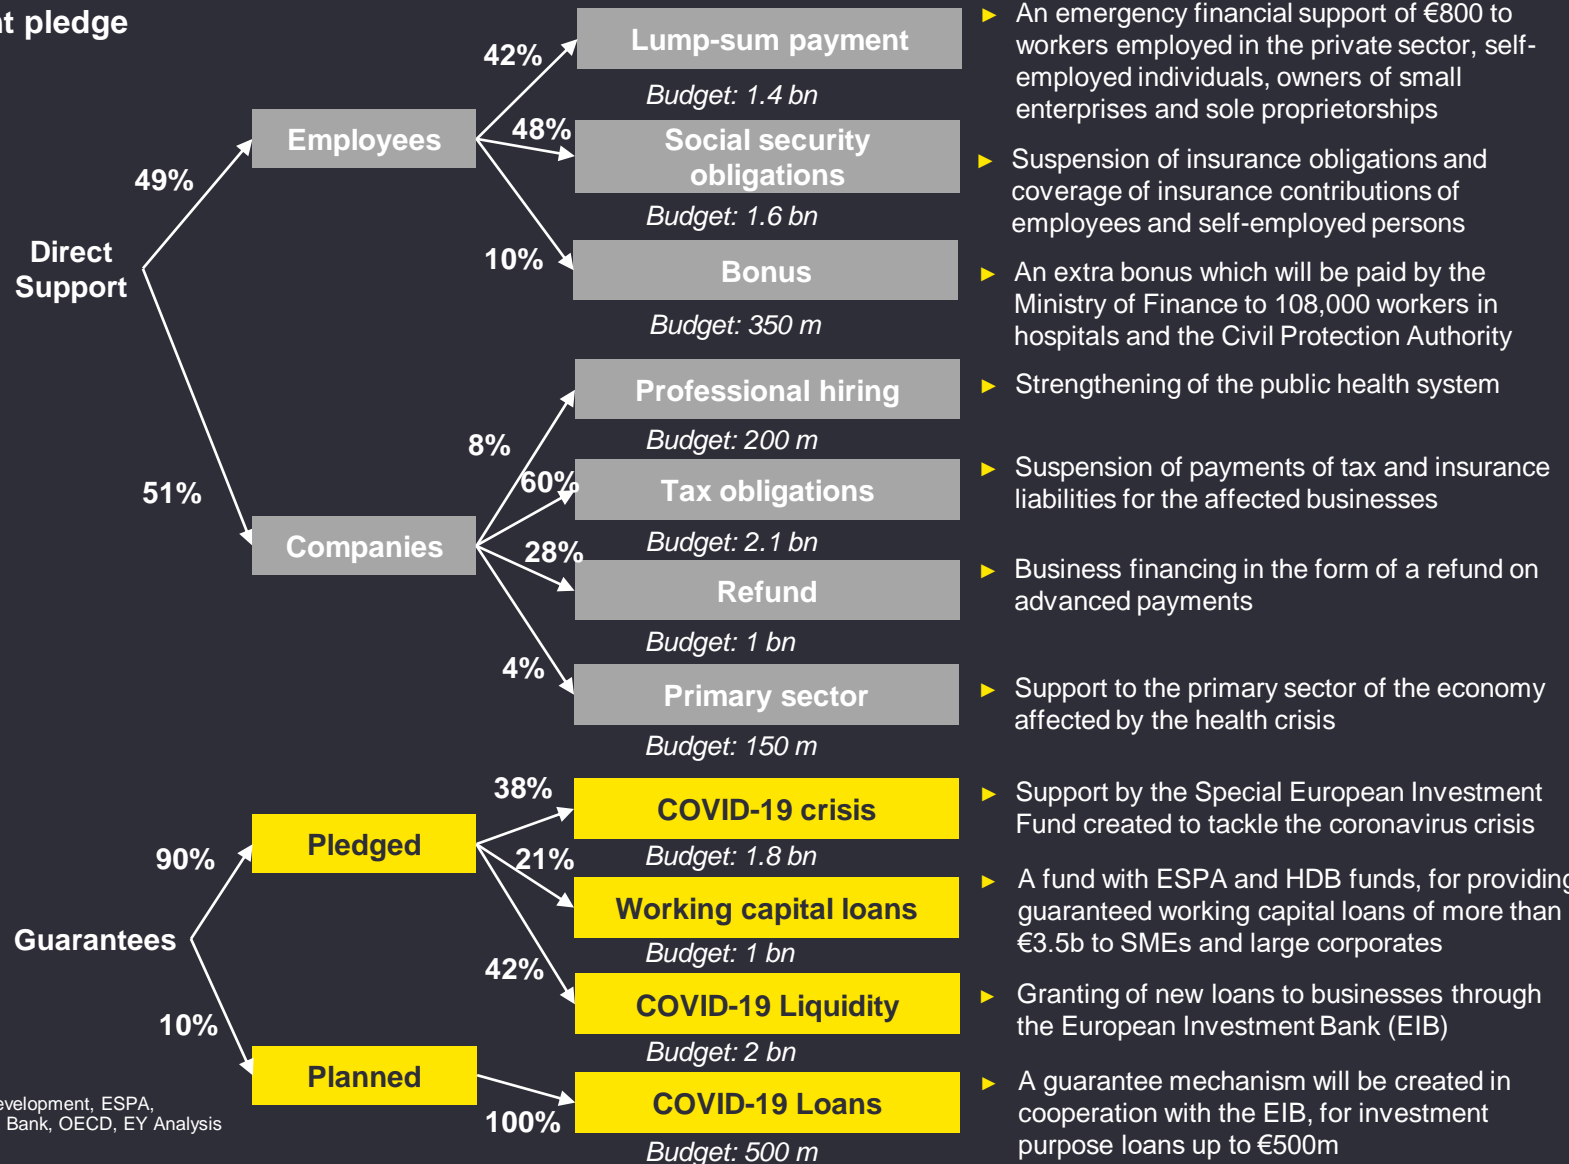 nt pledge
Direct
Support
49%
51%
Employees
42%
48%
10%
Lump-sum payment
Budget: 1.4 bn
► An emergency financial support of €800 to
workers employed in the private sector, self-
employed individuals, owners of small
enterprises and sole proprietorships
Social security
obligations
Budget: 1.6 bn
► Suspension of insurance obligations and
coverage of insurance contributions of
employees and self-employed persons
Bonus
Budget: 350 m
► An extra bonus which will be paid by the
Ministry of Finance to 108,000 workers in
hospitals and the Civil Protection Authority
Companies
8%
60%
28%
4%
Professional hiring
Budget: 200 m
► Strengthening of the public health system
Tax obligations
Budget: 2.1 bn
► Suspension of payments of tax and insurance
liabilities for the affected businesses
Refund
Budget: 1 bn
► Business financing in the form of a refund on
advanced payments
Primary sector
Budget: 150 m
► Support to the primary sector of the economy
affected by the health crisis
Guarantees
90%
10%
Pledged
38%
21%
42%
COVID-19 crisis
Budget: 1.8 bn
► Support by the Special European Investment
Fund created to tackle the coronavirus crisis
Working capital loans
Budget: 1 bn
► A fund with ESPA and HDB funds, for providing
guaranteed working capital loans of more than
€3.5b to SMEs and large corporates
COVID-19 Liquidity
Budget: 2 bn
► Granting of new loans to businesses through
the European Investment Bank (EIB)
Planned
100%
COVID-19 Loans
Budget: 500 m
► A guarantee mechanism will be created in
cooperation with the EIB, for investment
purpose loans up to €500m
evelopment, ESPA,
Bank, OECD, EY Analysis